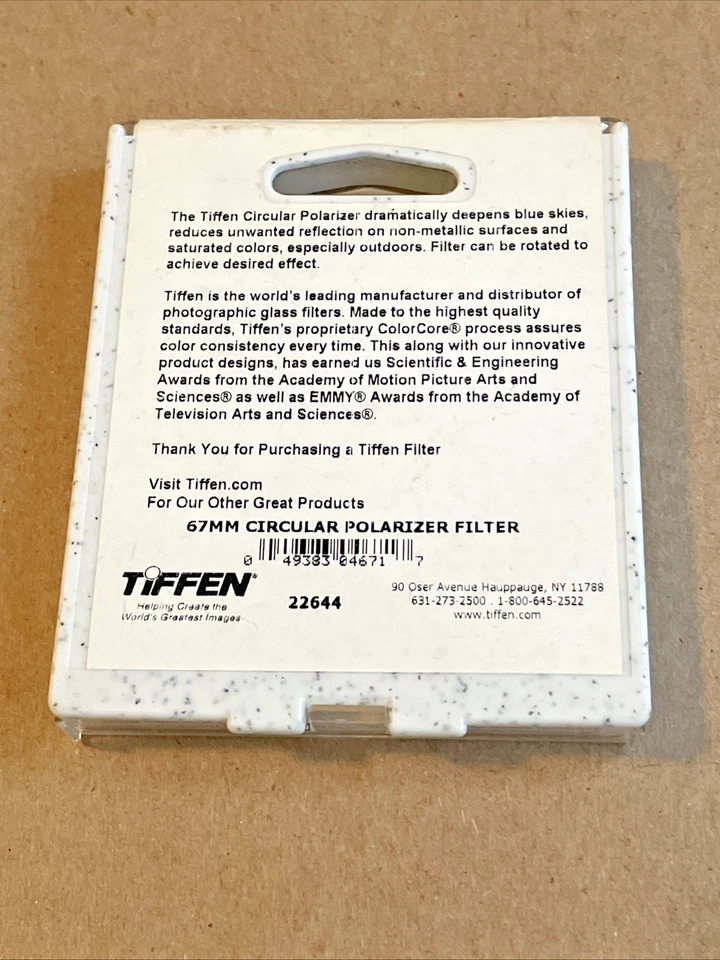 The Tiffen Circular Polarizer dramatically deepens blue skies,
reduces unwanted reflection on non-metallic surfaces and
saturated colors, especially outdoors. Filter can be rotated to
achieve desired effect.
Tiffen is the world's leading manufacturer and distributor of
photographic glass filters. Made to the highest quality
standards, Tiffen's proprietary ColorCore® process assures
color consistency every time. This along with our innovative
product designs, has earned us Scientific & Engineering
Awards from the Academy of Motion Picture Arts and
Sciences® as well as EMMY® Awards from the Academy of
Television Arts and Sciences®.
Thank You for Purchasing a Tiffen Filter
Visit Tiffen.com
For Our Other Great Products
67MM CIRCULAR POLARIZER FILTER
0 49383 04671 7
TIFFEN®
Helping Create the
World's Greatest Images
22644
90 Oser Avenue Hauppauge, NY 11788
631-273-2500 . 1-800-645-2522
www.tiffen.com